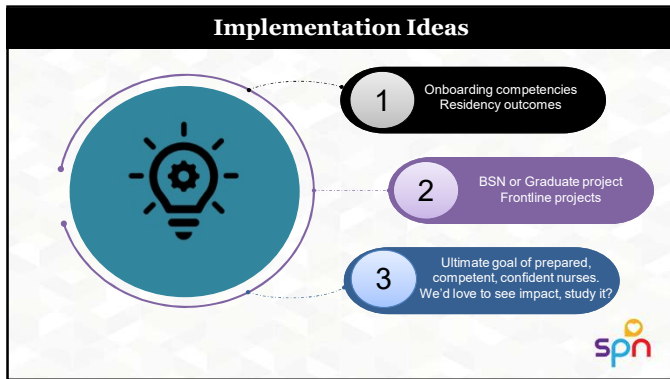 Implementation Ideas
1
Onboarding competencies
Residency outcomes
2
BSN or Graduate project
Frontline projects
3
Ultimate goal of prepared,
competent, confident nurses.
We'd love to see impact, study it?
spn